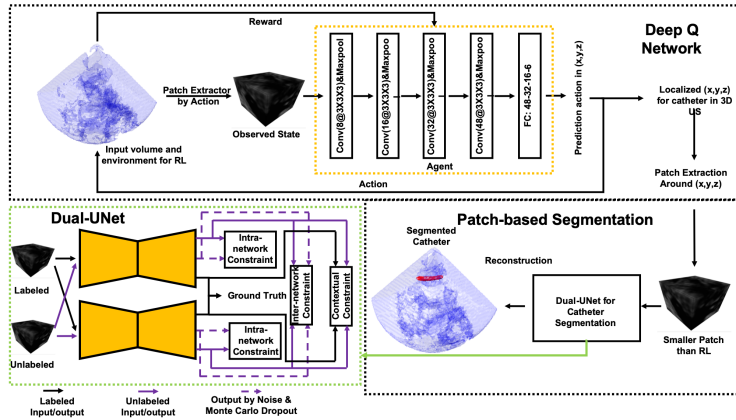 Reward
Deep Q
Network
Patch Extractor
by Action
Observed State
Conv(8@3X3X3)&Maxpool
Conv(16@3X3X3)&Maxpoo
Conv(32@3X3X3)&Maxpoo
Conv(48@3X3X3)&Maxpoo
FC: 48-32-16-6
Agent
Prediction action in (x,y,z)
Localized (x,y,z)
for catheter in 3D
US
Input volume and
environment for RL
Action
Patch Extraction
Around (x,y,z)
Dual-UNet
Labeled
Unlabeled
Intra-
network
Constraint
Ground Truth
Intra-
network
Constraint
Inter-network
Constraint
Contextual
Constraint
Patch-based Segmentation
Segmented
Catheter
Reconstruction
Dual-UNet for
Catheter
Segmentation
Smaller Patch
than RL
Labeled
Input/output
Unlabeled
Input/output
Output by Noise &
Monte Carlo Dropout